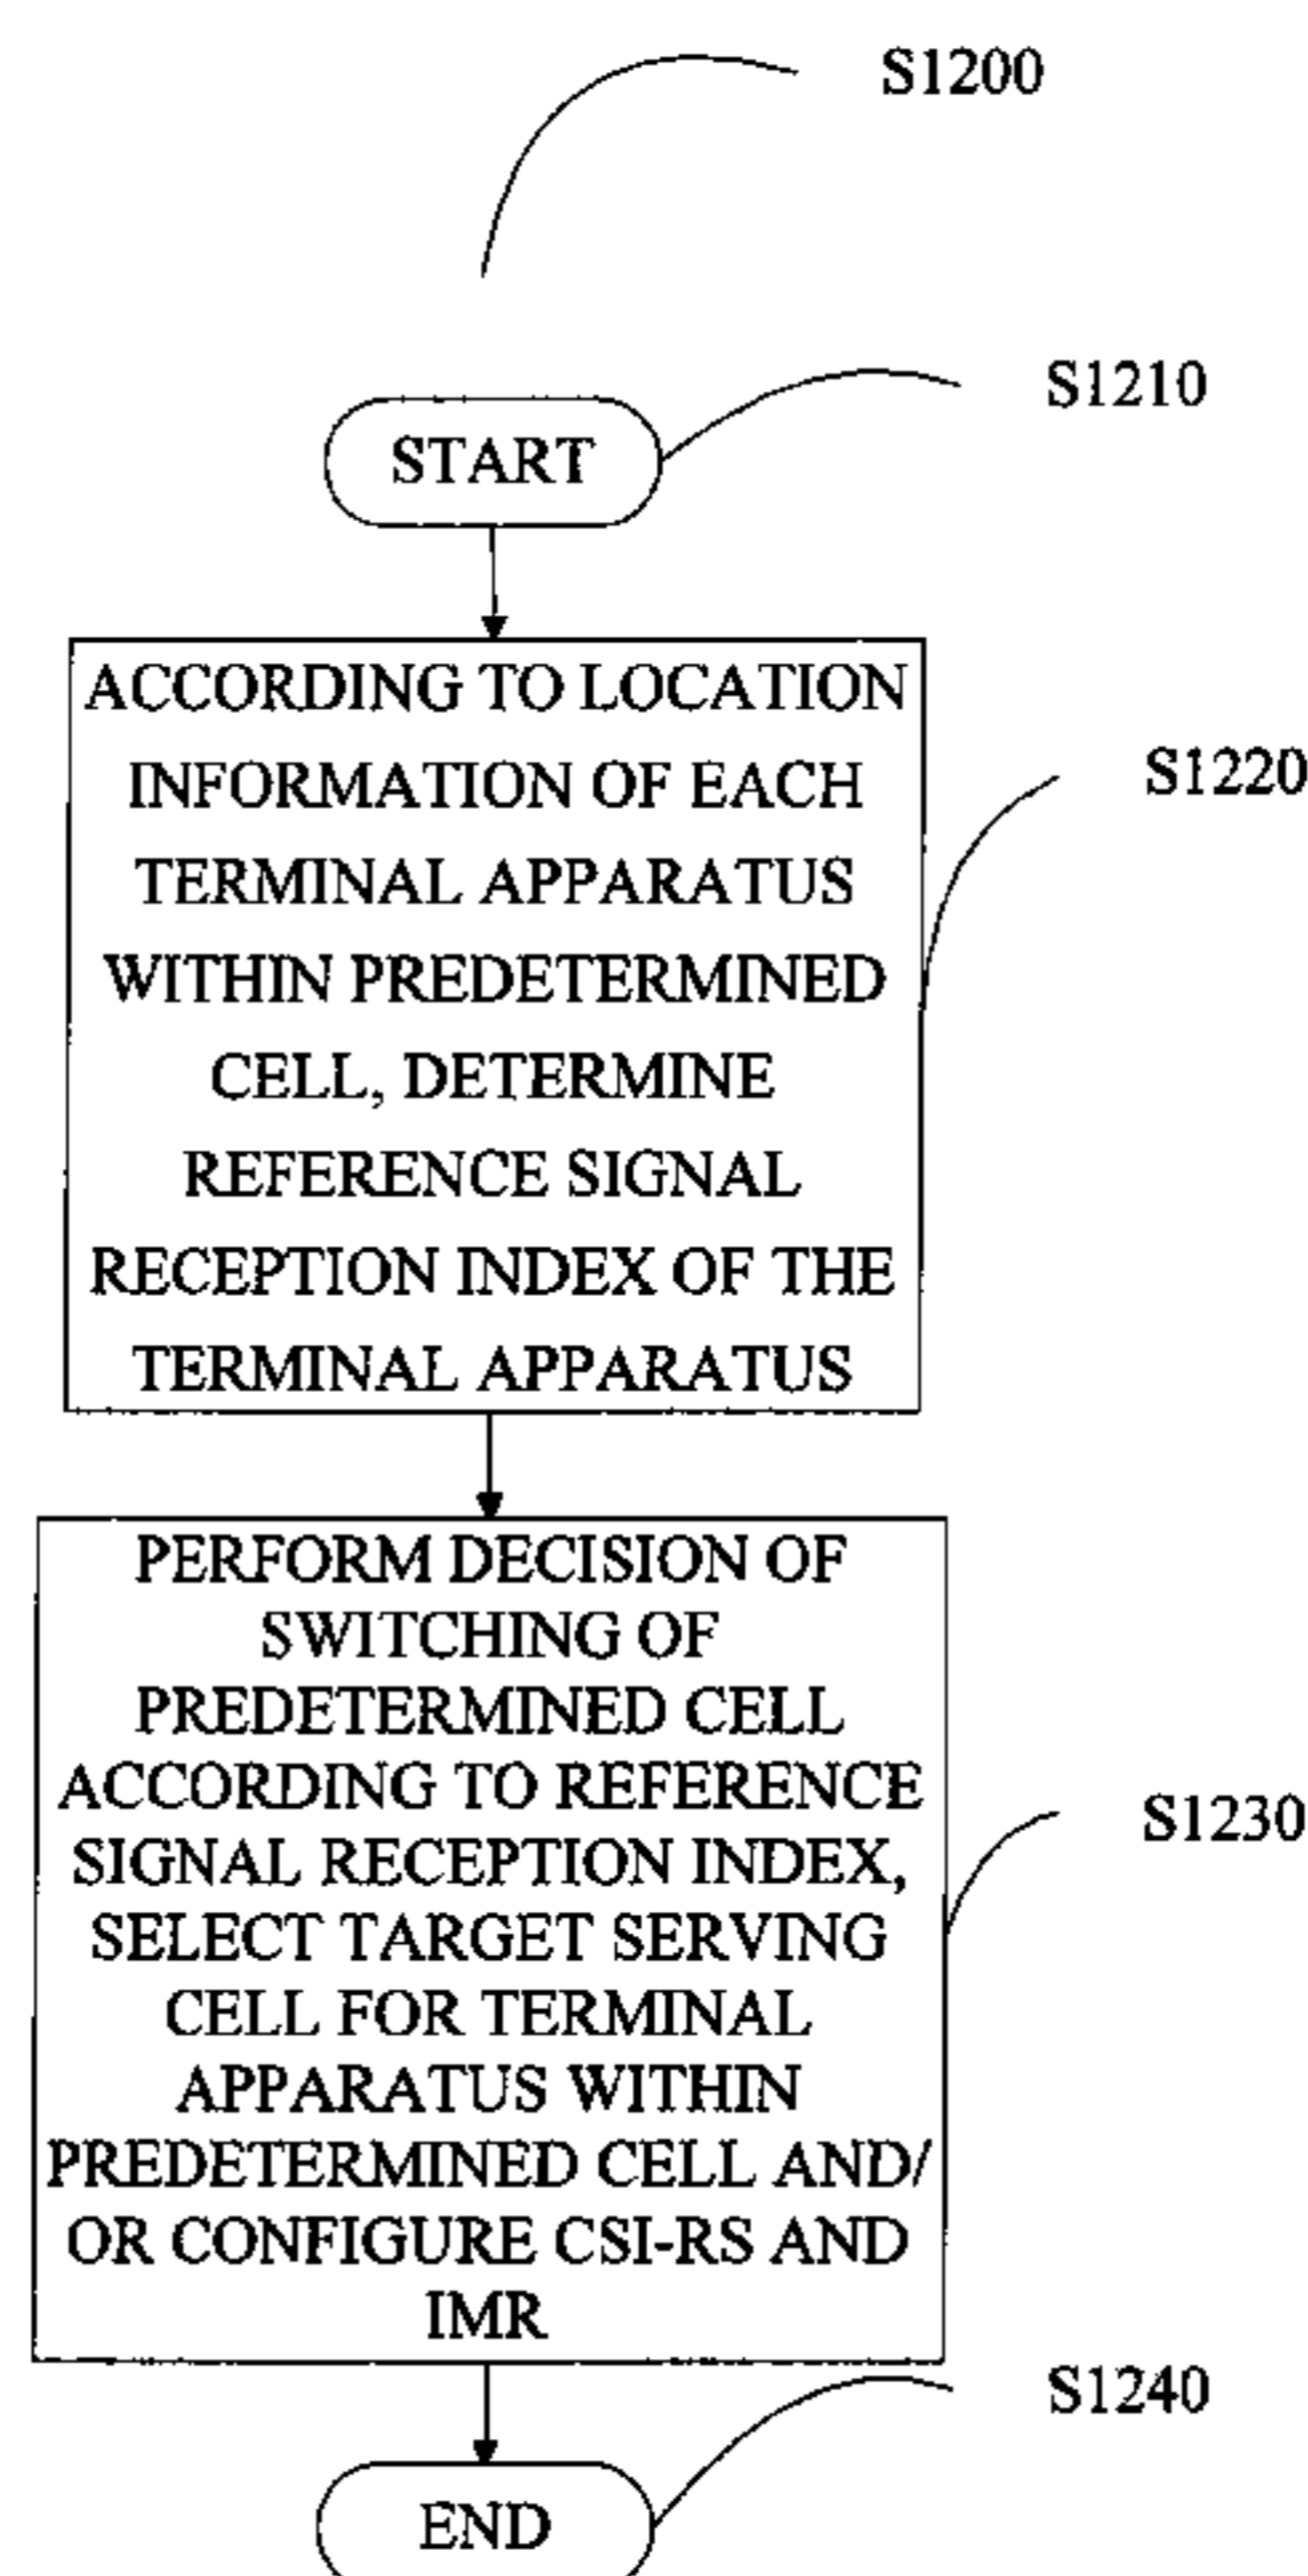 S1200
S1210
START
ACCORDING TO LOCATION
INFORMATION OF EACH
TERMINAL APPARATUS
WITHIN PREDETERMINED
CELL, DETERMINE
REFERENCE SIGNAL
RECEPTION INDEX OF THE
TERMINAL APPARATUS
S1220
PERFORM DECISION OF
SWITCHING OF
PREDETERMINED CELL
ACCORDING TO REFERENCE
SIGNAL RECEPTION INDEX,
SELECT TARGET SERVING
CELL FOR TERMINAL
APPARATUS WITHIN
PREDETERMINED CELL AND/
OR CONFIGURE CSI-RS AND
IMR
S1230
S1240
END